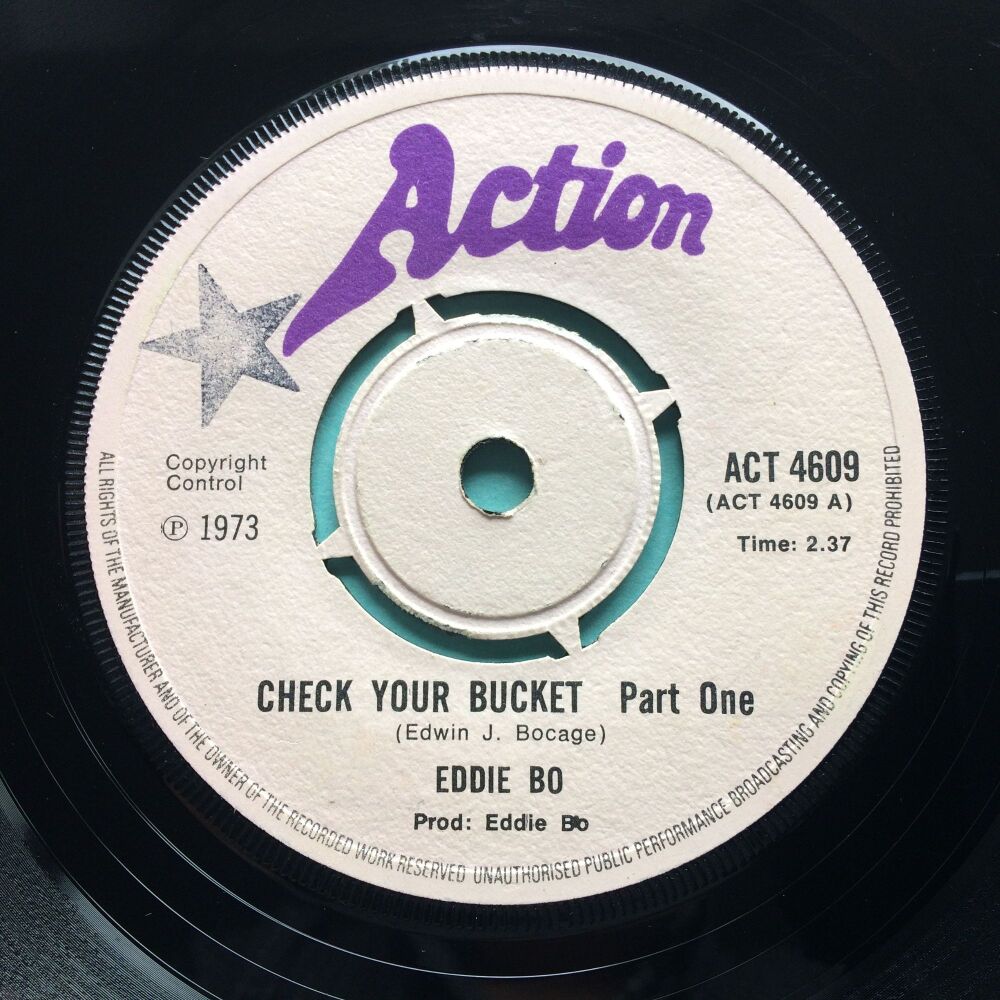 Action
Copyright
Control
℗ 1973
ACT 4609
(ACT 4609 A)
Time: 2.37
CHECK YOUR BUCKET Part One
(Edwin J. Bocage)
EDDIE BO
Prod: Eddie Bo
ALL RIGHTS OF THE MANUFACTURER AND OF THE OWNER OF THE RECORDED WORK RESERVED UNAUTHORISED PUBLIC PERFORMANCE BROADCASTING AND COPYING OF THIS RECORD PROHIBITED